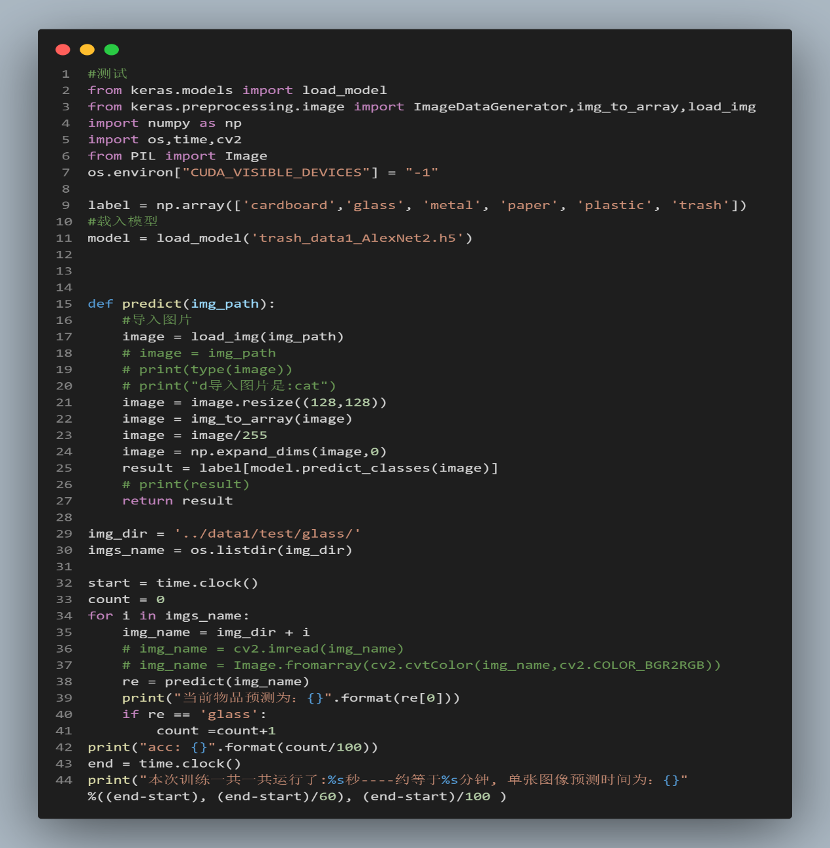 1 #测试
2 from keras.models import load_model
3 from keras.preprocessing.image import ImageDataGenerator,img_to_array,load_img
4 import numpy as np
5 import os,time,cv2
6 from PIL import Image
7 os.environ["CUDA_VISIBLE_DEVICES"] = "-1"
8
9 label = np.array(['cardboard','glass', 'metal', 'paper', 'plastic', 'trash'])
10 #载入模型
11 model = load_model('trash_data1_AlexNet2.h5')
12
13
14
15 def predict(img_path):
16     #导入图片
17     image = load_img(img_path)
18     # image = img_path
19     # print(type(image))
20     # print("d导入图片是:cat")
21     image = image.resize((128,128))
22     image = img_to_array(image)
23     image = image/255
24     image = np.expand_dims(image,0)
25     result = label[model.predict_classes(image)]
26     # print(result)
27     return result
28
29 img_dir = '../data1/test/glass/'
30 imgs_name = os.listdir(img_dir)
31
32 start = time.clock()
33 count = 0
34 for i in imgs_name:
35     img_name = img_dir + i
36     # img_name = cv2.imread(img_name)
37     # img_name = Image.fromarray(cv2.cvtColor(img_name,cv2.COLOR_BGR2RGB))
38     re = predict(img_name)
39     print("当前物品预测为: {}".format(re[0]))
40     if re == 'glass':
41         count =count+1
42 print("acc: {}".format(count/100))
43 end = time.clock()
44 print("本次训练一共一共运行了:%s秒----约等于%s分钟, 单张图像预测时间为: {}"
%((end-start), (end-start)/60), (end-start)/100 )